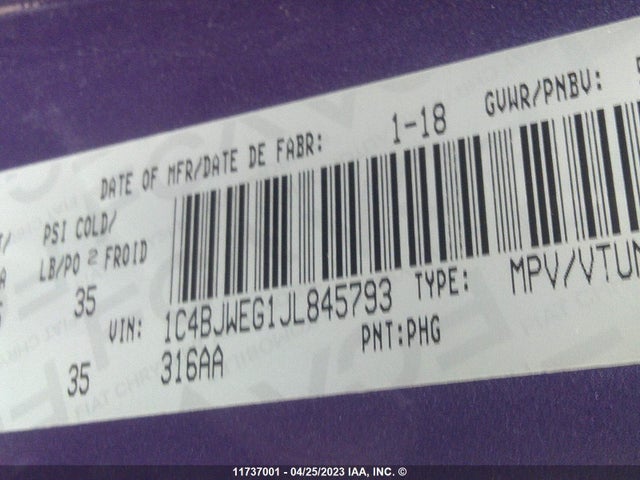 DATE OF MFR/DATE DE FABR: 1-18 GVWR/PNBV:
PSI COLD/
LB/PO 2 FROID
35
VIN: 1C4BJWEG1JL845793 TYPE: MPV/VTUM
35 316AA PNT:PHG
11737001 - 04/25/2023 IAA, INC. ©